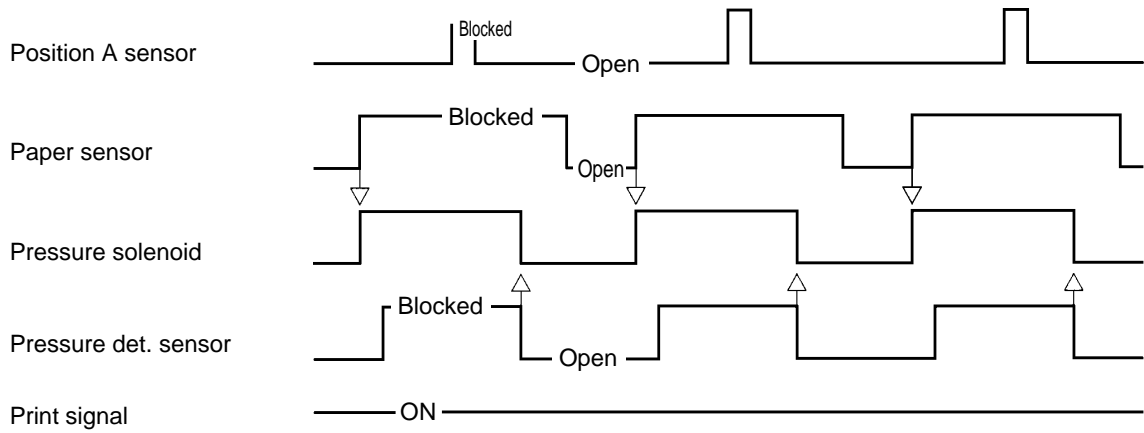 Blocked
Position A sensor
Open
Blocked
Paper sensor
Open
Pressure solenoid
Blocked
Pressure det. sensor
Open
Print signal
ON